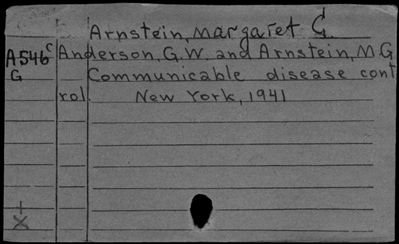 Arnstein, Margaret G.
A546c Anderson, G.W. and Arnstein, M.G
G Communicable disease cont
rol. New York, 1941
+
x